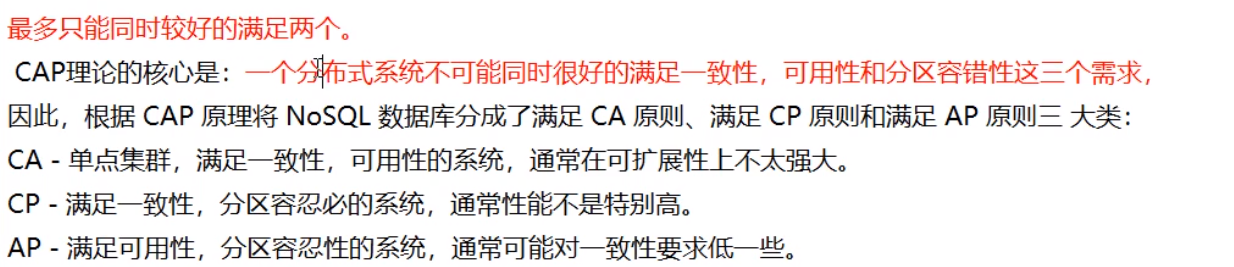 最多只能同时较好的满足两个。
CAP理论的核心是：一个分布式系统不可能同时很好的满足一致性，可用性和分区容错性这三个需求，
因此，根据 CAP 原理将 NoSQL 数据库分成了满足 CA 原则、满足 CP 原则和满足 AP 原则三 大类：
CA - 单点集群，满足一致性，可用性的系统，通常在可扩展性上不太强大。
CP - 满足一致性，分区容忍必的系统，通常性能不是特别高。
AP - 满足可用性，分区容忍性的系统，通常可能对一致性要求低一些。